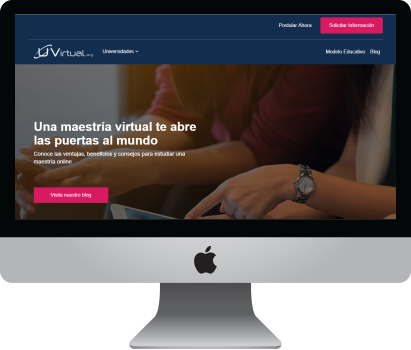 Postular Ahora
Solicitar Información
UVirtual.org
Universidades
Modelo Educativo
Blog
Una maestría virtual te abre
las puertas al mundo
Conoce las ventajas, beneficios y consejos para estudiar una
maestría online
Visita nuestro blog